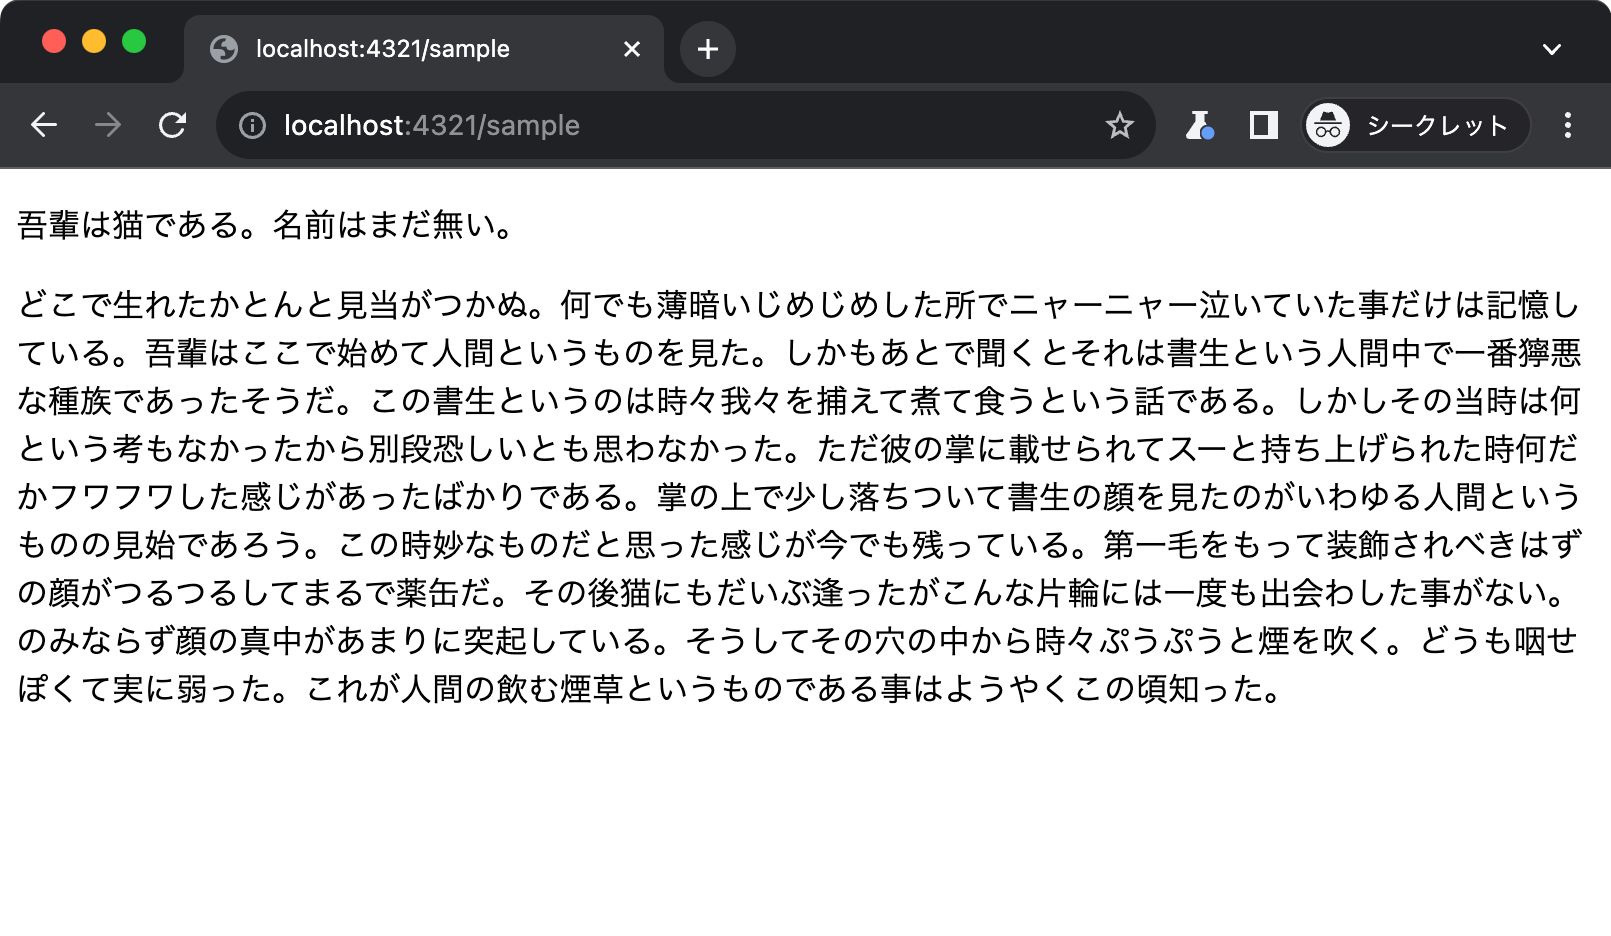 localhost:4321/sample
localhost:4321/sample
シークレット
吾輩は猫である。名前はまだ無い。
どこで生れたかとんと見当がつかぬ。何でも薄暗いじめじめした所でニャーニャー泣いていた事だけは記憶し
ている。吾輩はここで始めて人間というものを見た。しかもあとで聞くとそれは書生という人間中で一番獰悪
な種族であったそうだ。この書生というのは時々我々を捕えて煮て食うという話である。しかしその当時は何
という考もなかったから別段恐しいとも思わなかった。ただ彼の掌に載せられてスーと持ち上げられた時何だ
かフワフワした感じがあったばかりである。掌の上で少し落ちついて書生の顔を見たのがいわゆる人間という
ものの見始であろう。この時妙なものだと思った感じが今でも残っている。第一毛をもって装飾されべきはず
の顔がつるつるしてまるで薬缶だ。その後猫にもだいぶ逢ったがこんな片輪には一度も出会わした事がない。
のみならず顔の真中があまりに突起している。そうしてその穴の中から時々ぷうぷうと煙を吹く。どうも咽せ
ぽくて実に弱った。これが人間の飲む煙草というものである事はようやくこの頃知った。